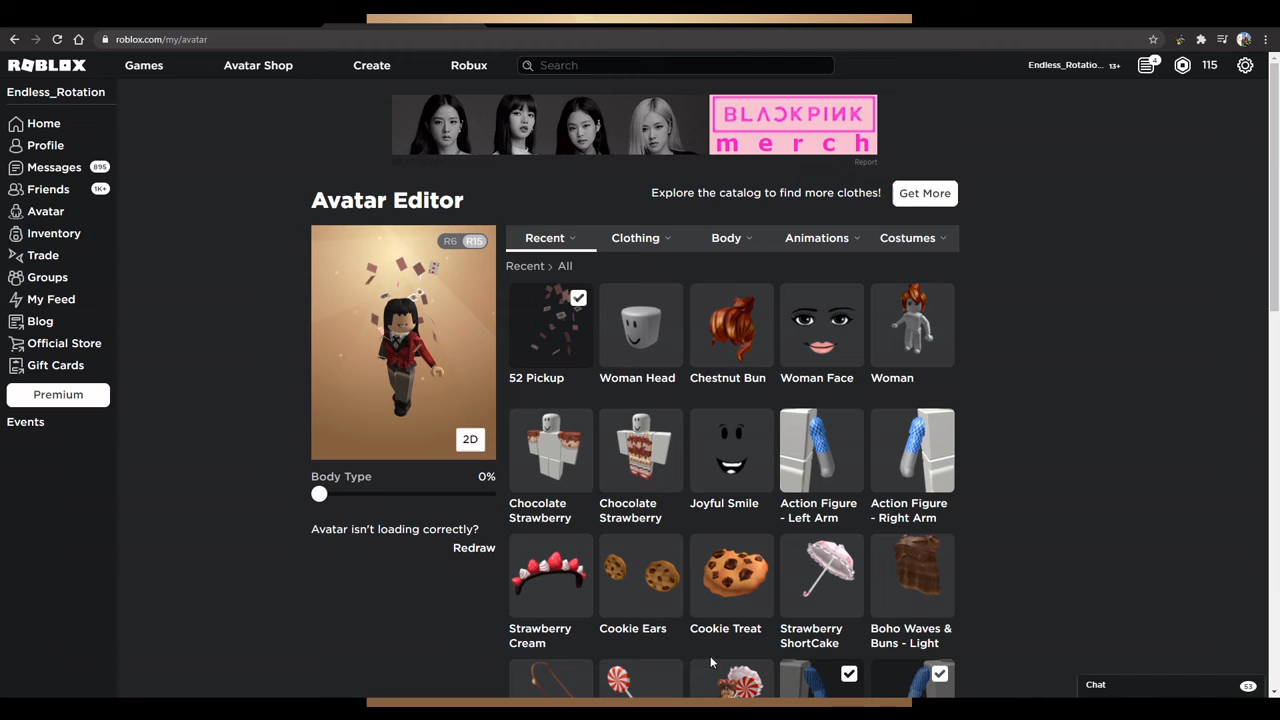 roblox.com/my/avatar
ROBLOX
Games
Avatar Shop
Create
Robux
Search
Endless_Rotatio... 13+
4
115
Endless_Rotation
Home
Profile
Messages 895
Friends 1K+
Avatar
Inventory
Trade
Groups
My Feed
Blog
Official Store
Gift Cards
Premium
Events
BLACKPINK
merch
Report
Avatar Editor
Explore the catalog to find more clothes!
Get More
R6 R15
2D
Body Type 0%
Avatar isn't loading correctly?
Redraw
Recent
Clothing
Body
Animations
Costumes
Recent > All
52 Pickup
Woman Head
Chestnut Bun
Woman Face
Woman
Chocolate
Strawberry
Chocolate
Strawberry
Joyful Smile
Action Figure
- Left Arm
Action Figure
- Right Arm
Strawberry
Cream
Cookie Ears
Cookie Treat
Strawberry
ShortCake
Boho Waves &
Buns - Light
Chat 53